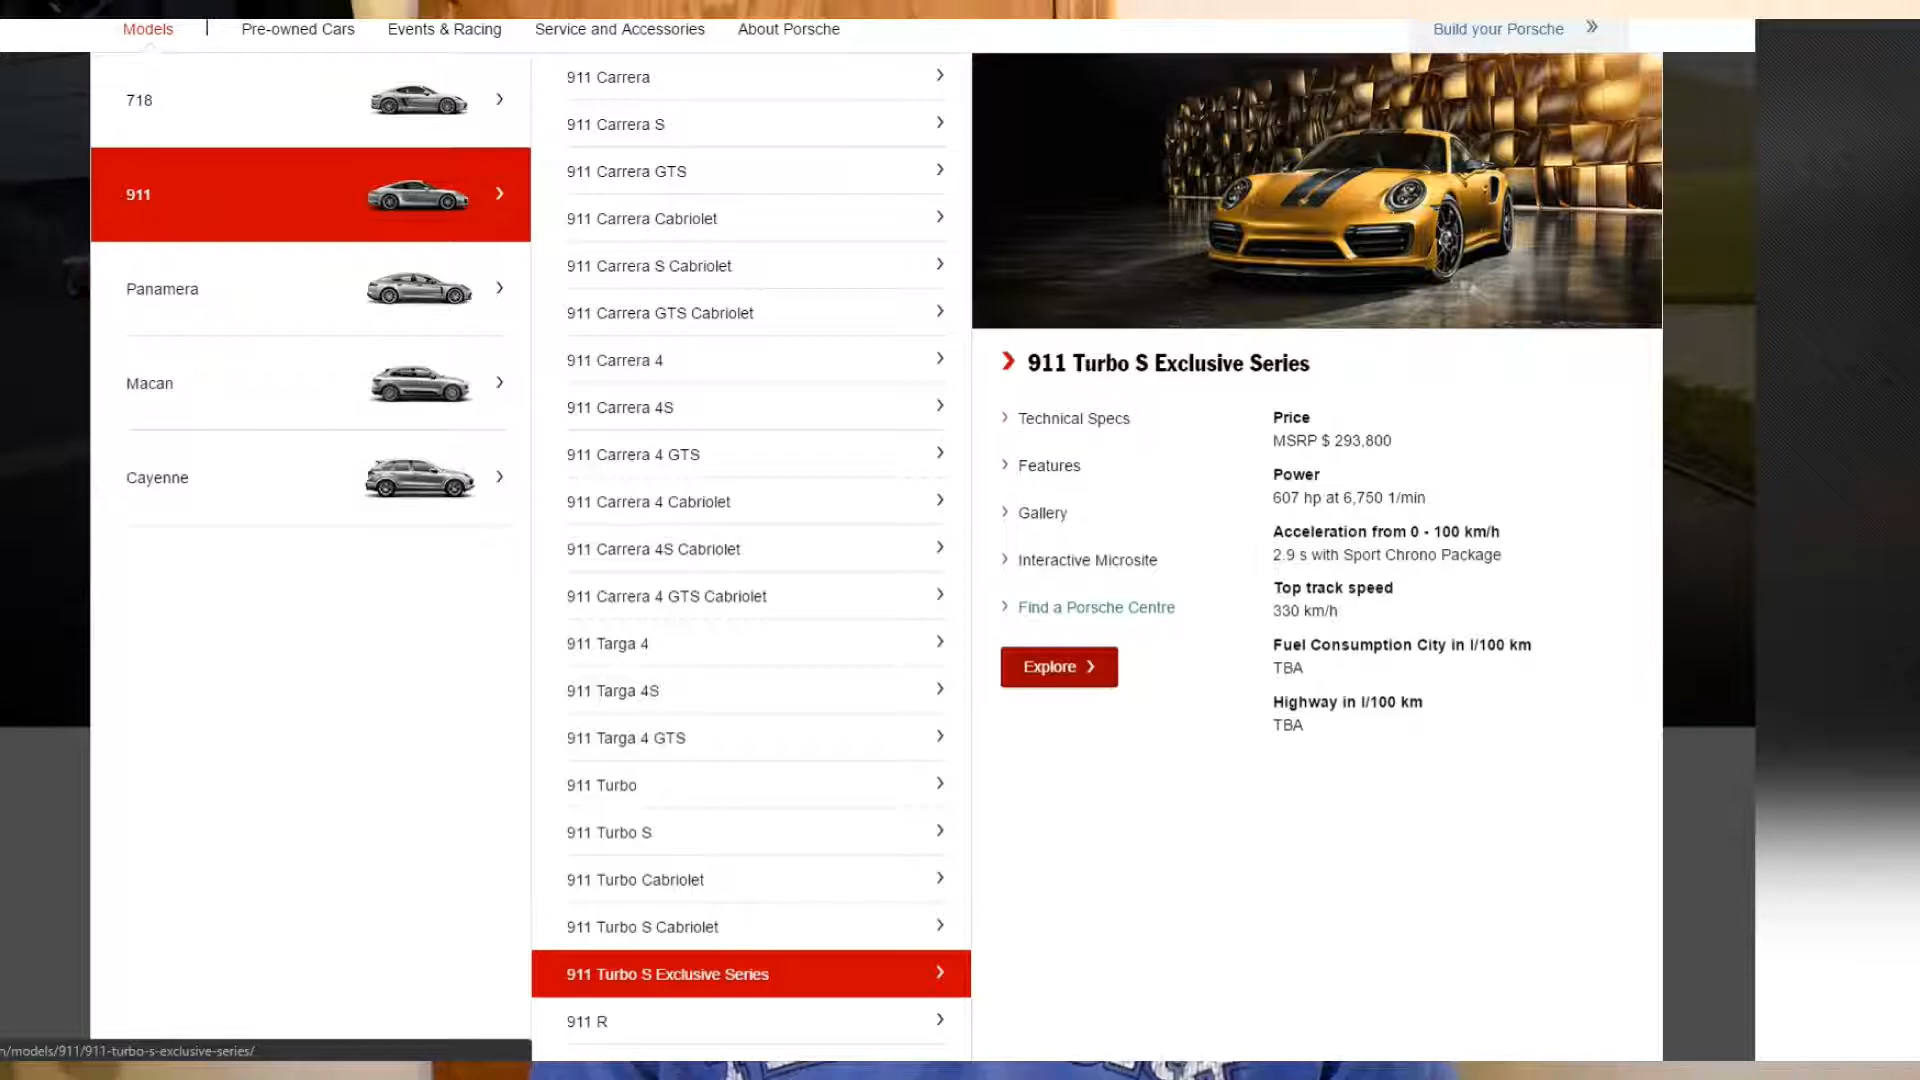 Models
Pre-owned Cars
Events & Racing
Service and Accessories
About Porsche
Build your Porsche
718
911
Panamera
Macan
Cayenne
911 Carrera
911 Carrera S
911 Carrera GTS
911 Carrera Cabriolet
911 Carrera S Cabriolet
911 Carrera GTS Cabriolet
911 Carrera 4
911 Carrera 4S
911 Carrera 4 GTS
911 Carrera 4 Cabriolet
911 Carrera 4S Cabriolet
911 Carrera 4 GTS Cabriolet
911 Targa 4
911 Targa 4S
911 Targa 4 GTS
911 Turbo
911 Turbo S
911 Turbo Cabriolet
911 Turbo S Cabriolet
911 Turbo S Exclusive Series
911 R
911 Turbo S Exclusive Series
Technical Specs
Features
Gallery
Interactive Microsite
Find a Porsche Centre
Explore
Price
MSRP $ 293,800
Power
607 hp at 6,750 1/min
Acceleration from 0 - 100 km/h
2.9 s with Sport Chrono Package
Top track speed
330 km/h
Fuel Consumption City in l/100 km
TBA
Highway in l/100 km
TBA
n/models/911/911-turbo-s-exclusive-series/